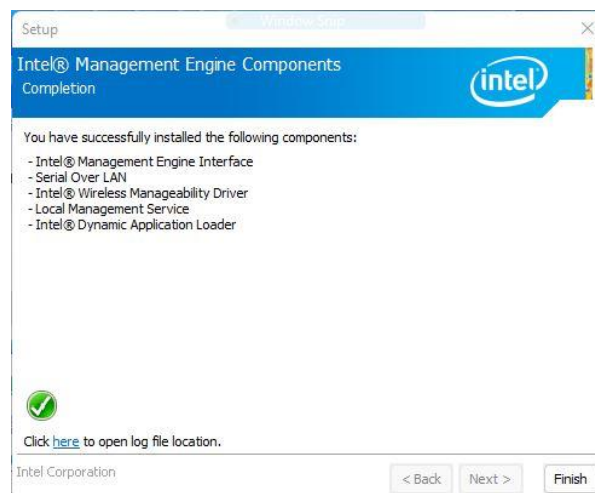 Window Snip
Setup
Intel® Management Engine Components
Completion
intel
You have successfully installed the following components:
- Intel® Management Engine Interface
- Serial Over LAN
- Intel® Wireless Manageability Driver
- Local Management Service
- Intel® Dynamic Application Loader
Click here to open log file location.
Intel Corporation
< Back
Next >
Finish